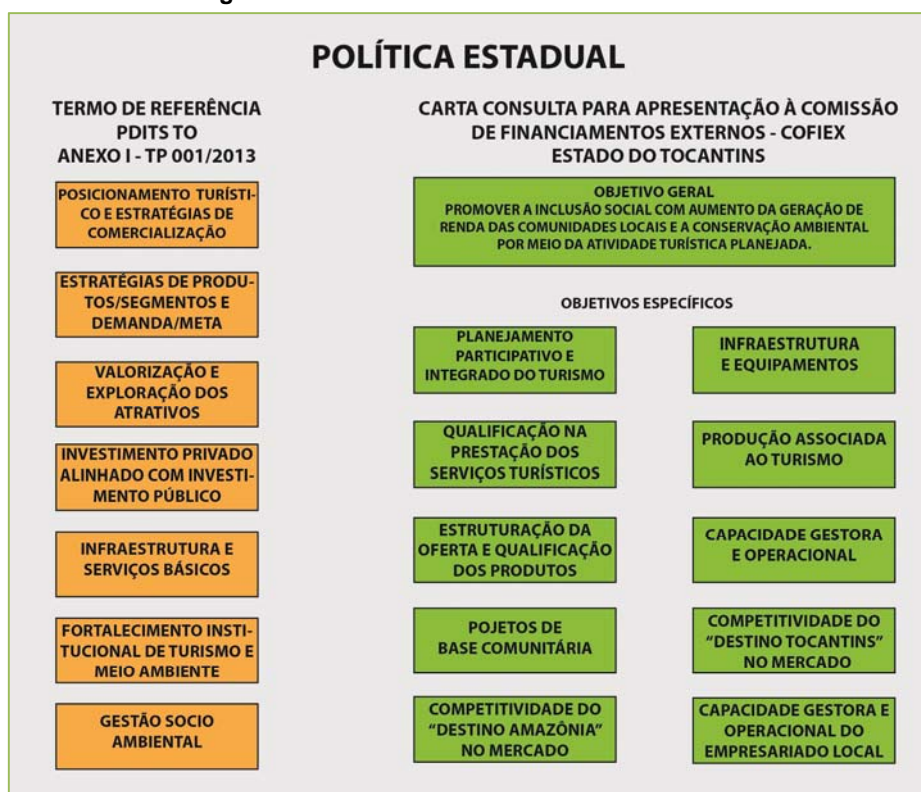 POLÍTICA ESTADUAL
TERMO DE REFERÊNCIA
PDITS TO
ANEXO I - TP 001/2013
POSICIONAMENTO TURÍSTI-
CO E ESTRATÉGIAS DE
COMERCIALIZAÇÃO
ESTRATÉGIAS DE PRODU-
TOS/SEGMENTOS E
DEMANDA/META
VALORIZAÇÃO E
EXPLORAÇÃO DOS
ATRATIVOS
INVESTIMENTO PRIVADO
ALINHADO COM INVESTI-
MENTO PÚBLICO
INFRAESTRUTURA E
SERVIÇOS BÁSICOS
FORTALECIMENTO INSTI-
TUCIONAL DE TURISMO E
MEIO AMBIENTE
GESTÃO SOCIO
AMBIENTAL
CARTA CONSULTA PARA APRESENTAÇÃO À COMISSÃO
DE FINANCIAMENTOS EXTERNOS - COFIEX
ESTADO DO TOCANTINS
OBJETIVO GERAL
PROMOVER A INCLUSÃO SOCIAL COM AUMENTO DA GERAÇÃO DE
RENDA DAS COMUNIDADES LOCAIS E A CONSERVAÇÃO AMBIENTAL
POR MEIO DA ATIVIDADE TURÍSTICA PLANEJADA.
OBJETIVOS ESPECÍFICOS
PLANEJAMENTO
PARTICIPATIVO E
INTEGRADO DO TURISMO
INFRAESTRUTURA
E EQUIPAMENTOS
QUALIFICAÇÃO NA
PRESTAÇÃO DOS
SERVIÇOS TURÍSTICOS
PRODUÇÃO ASSOCIADA
AO TURISMO
ESTRUTURAÇÃO DA
OFERTA E QUALIFICAÇÃO
DOS PRODUTOS
CAPACIDADE GESTORA
E OPERACIONAL
POJETOS DE
BASE COMUNITÁRIA
COMPETITIVIDADE DO
"DESTINO TOCANTINS"
NO MERCADO
COMPETITIVIDADE DO
"DESTINO AMAZÔNIA"
NO MERCADO
CAPACIDADE GESTORA E
OPERACIONAL DO
EMPRESARIADO LOCAL